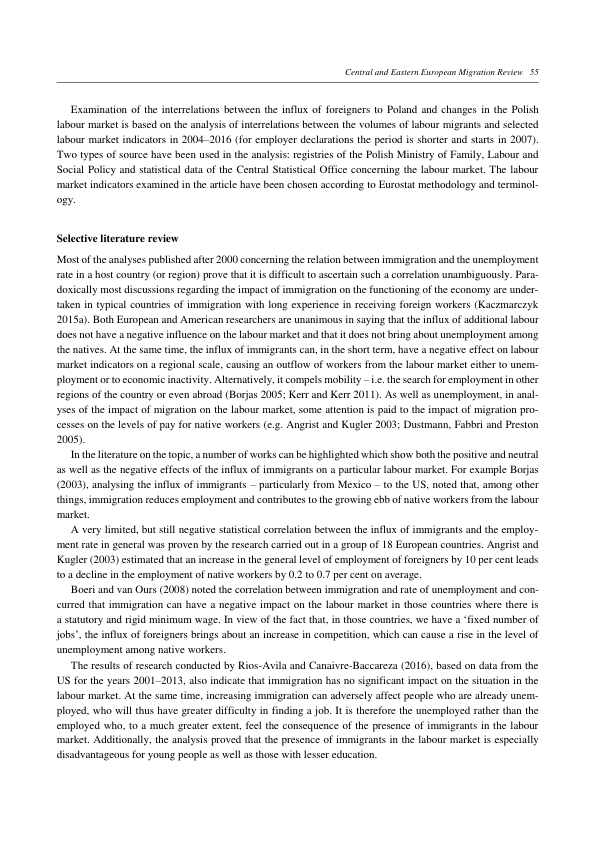 Central and Eastern European Migration Review 55
Examination of the interrelations between the influx of foreigners to Poland and changes in the Polish
labour market is based on the analysis of interrelations between the volumes of labour migrants and selected
labour market indicators in 2004–2016 (for employer declarations the period is shorter and starts in 2007).
Two types of source have been used in the analysis: registries of the Polish Ministry of Family, Labour and
Social Policy and statistical data of the Central Statistical Office concerning the labour market. The labour
market indicators examined in the article have been chosen according to Eurostat methodology and terminol-
ogy.
Selective literature review
Most of the analyses published after 2000 concerning the relation between immigration and the unemployment
rate in a host country (or region) prove that it is difficult to ascertain such a correlation unambiguously. Para-
doxically most discussions regarding the impact of immigration on the functioning of the economy are under-
taken in typical countries of immigration with long experience in receiving foreign workers (Kaczmarczyk
2015a). Both European and American researchers are unanimous in saying that the influx of additional labour
does not have a negative influence on the labour market and that it does not bring about unemployment among
the natives. At the same time, the influx of immigrants can, in the short term, have a negative effect on labour
market indicators on a regional scale, causing an outflow of workers from the labour market either to unem-
ployment or to economic inactivity. Alternatively, it compels mobility – i.e. the search for employment in other
regions of the country or even abroad (Borjas 2005; Kerr and Kerr 2011). As well as unemployment, in anal-
yses of the impact of migration on the labour market, some attention is paid to the impact of migration pro-
cesses on the levels of pay for native workers (e.g. Angrist and Kugler 2003; Dustmann, Fabbri and Preston
2005).
In the literature on the topic, a number of works can be highlighted which show both the positive and neutral
as well as the negative effects of the influx of immigrants on a particular labour market. For example Borjas
(2003), analysing the influx of immigrants – particularly from Mexico – to the US, noted that, among other
things, immigration reduces employment and contributes to the growing ebb of native workers from the labour
market.
A very limited, but still negative statistical correlation between the influx of immigrants and the employ-
ment rate in general was proven by the research carried out in a group of 18 European countries. Angrist and
Kugler (2003) estimated that an increase in the general level of employment of foreigners by 10 per cent leads
to a decline in the employment of native workers by 0.2 to 0.7 per cent on average.
Boeri and van Ours (2008) noted the correlation between immigration and rate of unemployment and con-
curred that immigration can have a negative impact on the labour market in those countries where there is
a statutory and rigid minimum wage. In view of the fact that, in those countries, we have a ‘fixed number of
jobs’, the influx of foreigners brings about an increase in competition, which can cause a rise in the level of
unemployment among native workers.
The results of research conducted by Rios-Avila and Canaivre-Baccareza (2016), based on data from the
US for the years 2001–2013, also indicate that immigration has no significant impact on the situation in the
labour market. At the same time, increasing immigration can adversely affect people who are already unem-
ployed, who will thus have greater difficulty in finding a job. It is therefore the unemployed rather than the
employed who, to a much greater extent, feel the consequence of the presence of immigrants in the labour
market. Additionally, the analysis proved that the presence of immigrants in the labour market is especially
disadvantageous for young people as well as those with lesser education.